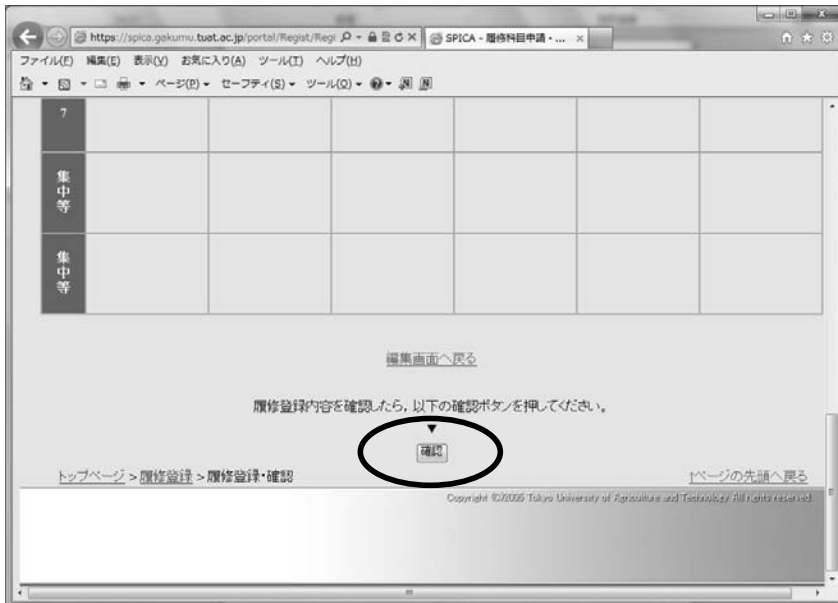 https://spica.gakumu.tuat.ac.jp/portal/Regist/Regi
SPICA - 履修科目申請・...
ファイル(F) 編集(E) 表示(V) お気に入り(A) ツール(T) ヘルプ(H)
ページ(P) セーフティ(S) ツール(O)
7
集中等
集中等
編集画面へ戻る
履修登録内容を確認したら，以下の確認ボタンを押してください。
▼
確認
トップページ > 履修登録 > 履修登録・確認
↑ページの先頭へ戻る
Copyright (C)2005 Tokyo University of Agriculture and Technology All rights reserved.